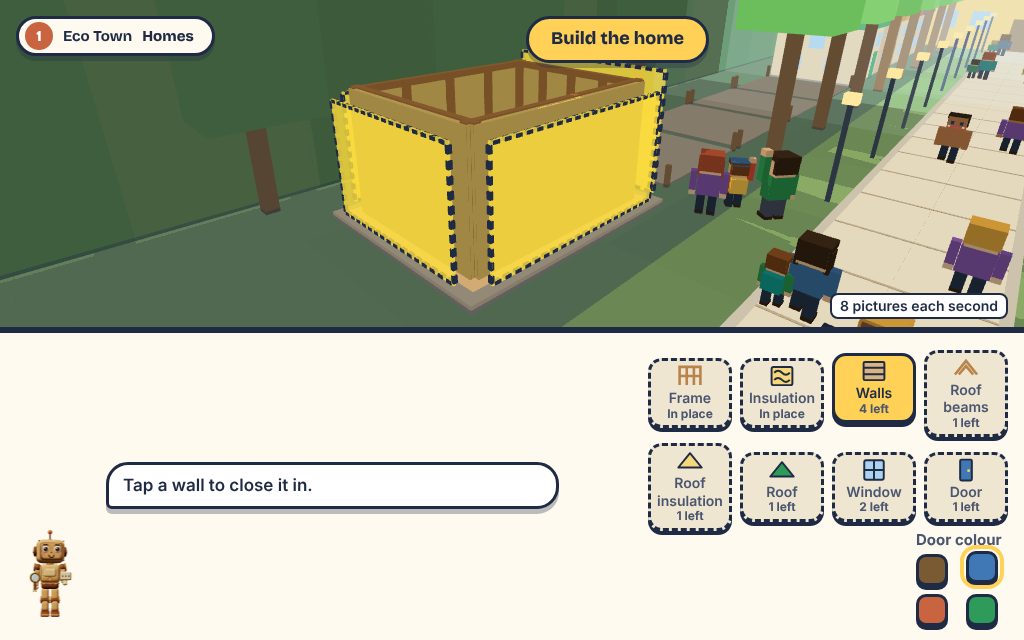 1 Eco Town Homes
Build the home
8 pictures each second
Tap a wall to close it in.
Frame
In place
Insulation
In place
Walls
4 left
Roof
beams
1 left
Roof
insulation
1 left
Roof
1 left
Window
2 left
Door
1 left
Door colour